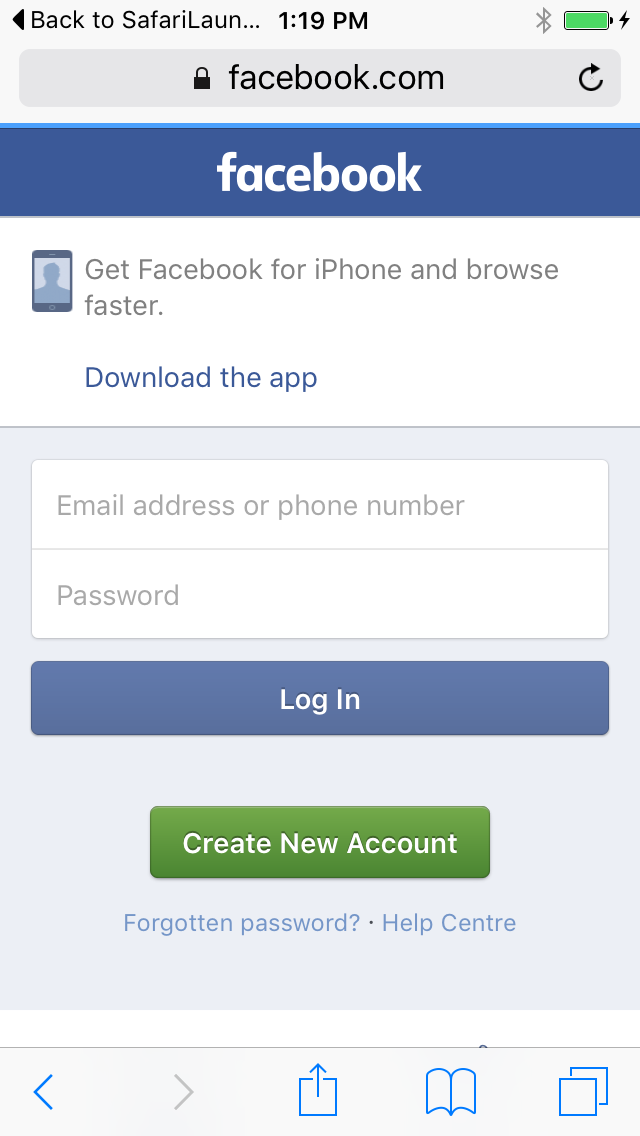 Back to SafariLaun... 1:19 PM
facebook.com
facebook
Get Facebook for iPhone and browse
faster.
Download the app
Email address or phone number
Password
Log In
Create New Account
Forgotten password? · Help Centre